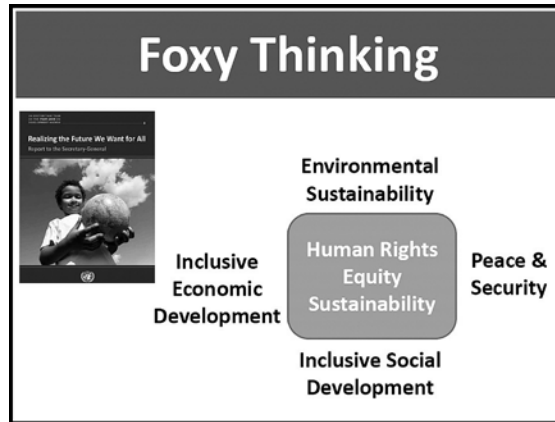 Foxy Thinking
Realizing the Future We Want for All
Report to the Secretary-General
Environmental
Sustainability
Human Rights
Equity
Sustainability
Inclusive
Economic
Development
Peace &
Security
Inclusive Social
Development